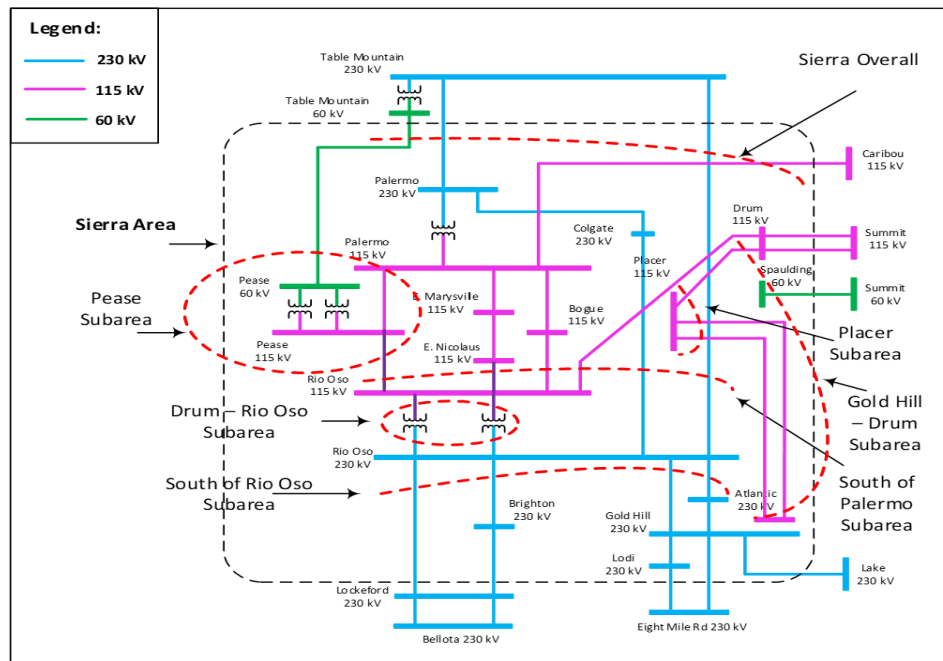 Legend:
230 kV
115 kV
60 kV
Table Mountain
230 kV
Sierra Overall
Table Mountain
60 kV
Caribou
115 kV
Palermo
230 kV
Drum
115 kV
Sierra Area
Colgate
230 kV
Summit
115 kV
Palermo
115 kV
Placer
115 kV
Pease
60 kV
Spaulding
60 kV
Summit
60 kV
Pease
Subarea
E. Marysville
115 kV
Bogue
115 kV
Placer
Subarea
Pease
115 kV
E. Nicolaus
115 kV
Rio Oso
115 kV
Gold Hill
– Drum
Subarea
Drum – Rio Oso
Subarea
Rio Oso
230 kV
South of Rio Oso
Subarea
South of
Palermo
Subarea
Brighton
230 kV
Atlantic
230 kV
Gold Hill
230 kV
Lodi
230 kV
Lake
230 kV
Lockeford
230 kV
Bellota 230 kV
Eight Mile Rd 230 kV